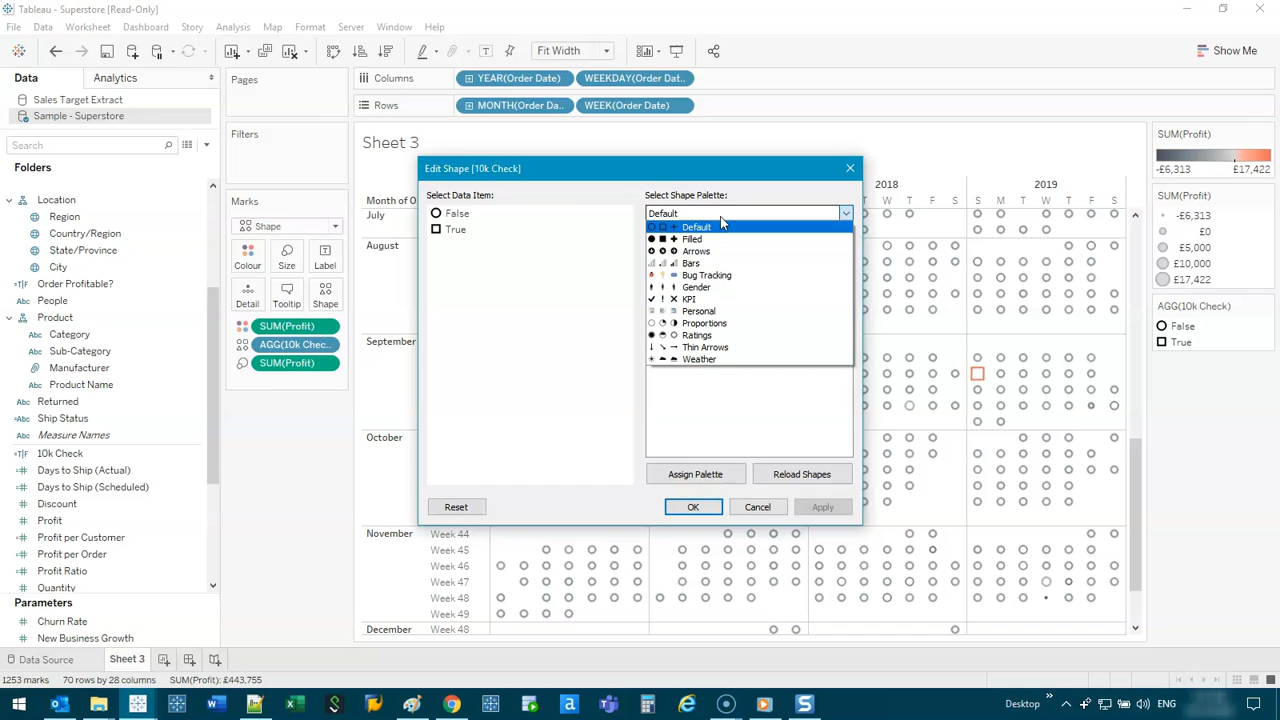 Tableau - Superstore [Read-Only]
File Data Worksheet Dashboard Story Analysis Map Format Server Window Help
Fit Width
Show Me
Data Analytics
Sales Target Extract
Sample - Superstore
Search
Folders
Location
Region
Country/Region
State/Province
City
Order Profitable?
People
Product
Category
Sub-Category
Manufacturer
Product Name
Returned
Ship Status
Measure Names
10k Check
Days to Ship (Actual)
Days to Ship (Scheduled)
Discount
Profit
Profit per Customer
Profit per Order
Profit Ratio
Quantity
Parameters
Churn Rate
New Business Growth
Pages
Filters
Marks
Shape
Colour Size Label
Detail Tooltip Shape
SUM(Profit)
AGG(10k Chec..
SUM(Profit)
Columns YEAR(Order Date) WEEKDAY(Order Dat..
Rows MONTH(Order Da.. WEEK(Order Date)
Sheet 3
Month of O
2018 2019
T W T F S S M T W T F S
July
August
September
October
November
December
Week 44
Week 45
Week 46
Week 47
Week 48
Week 49
Week 48
Edit Shape [10k Check]
Select Data Item:
False
True
Select Shape Palette:
Default
Default
Filled
Arrows
Bars
Bug Tracking
Gender
KPI
Personal
Proportions
Ratings
Thin Arrows
Weather
Assign Palette Reload Shapes
Reset OK Cancel Apply
SUM(Profit)
-£6,313 £17,422
SUM(Profit)
-£6,313
£0
£5,000
£10,000
£17,422
AGG(10k Check)
False
True
Data Source Sheet 3
1253 marks 70 rows by 28 columns SUM(Profit): £443,755
Desktop ENG